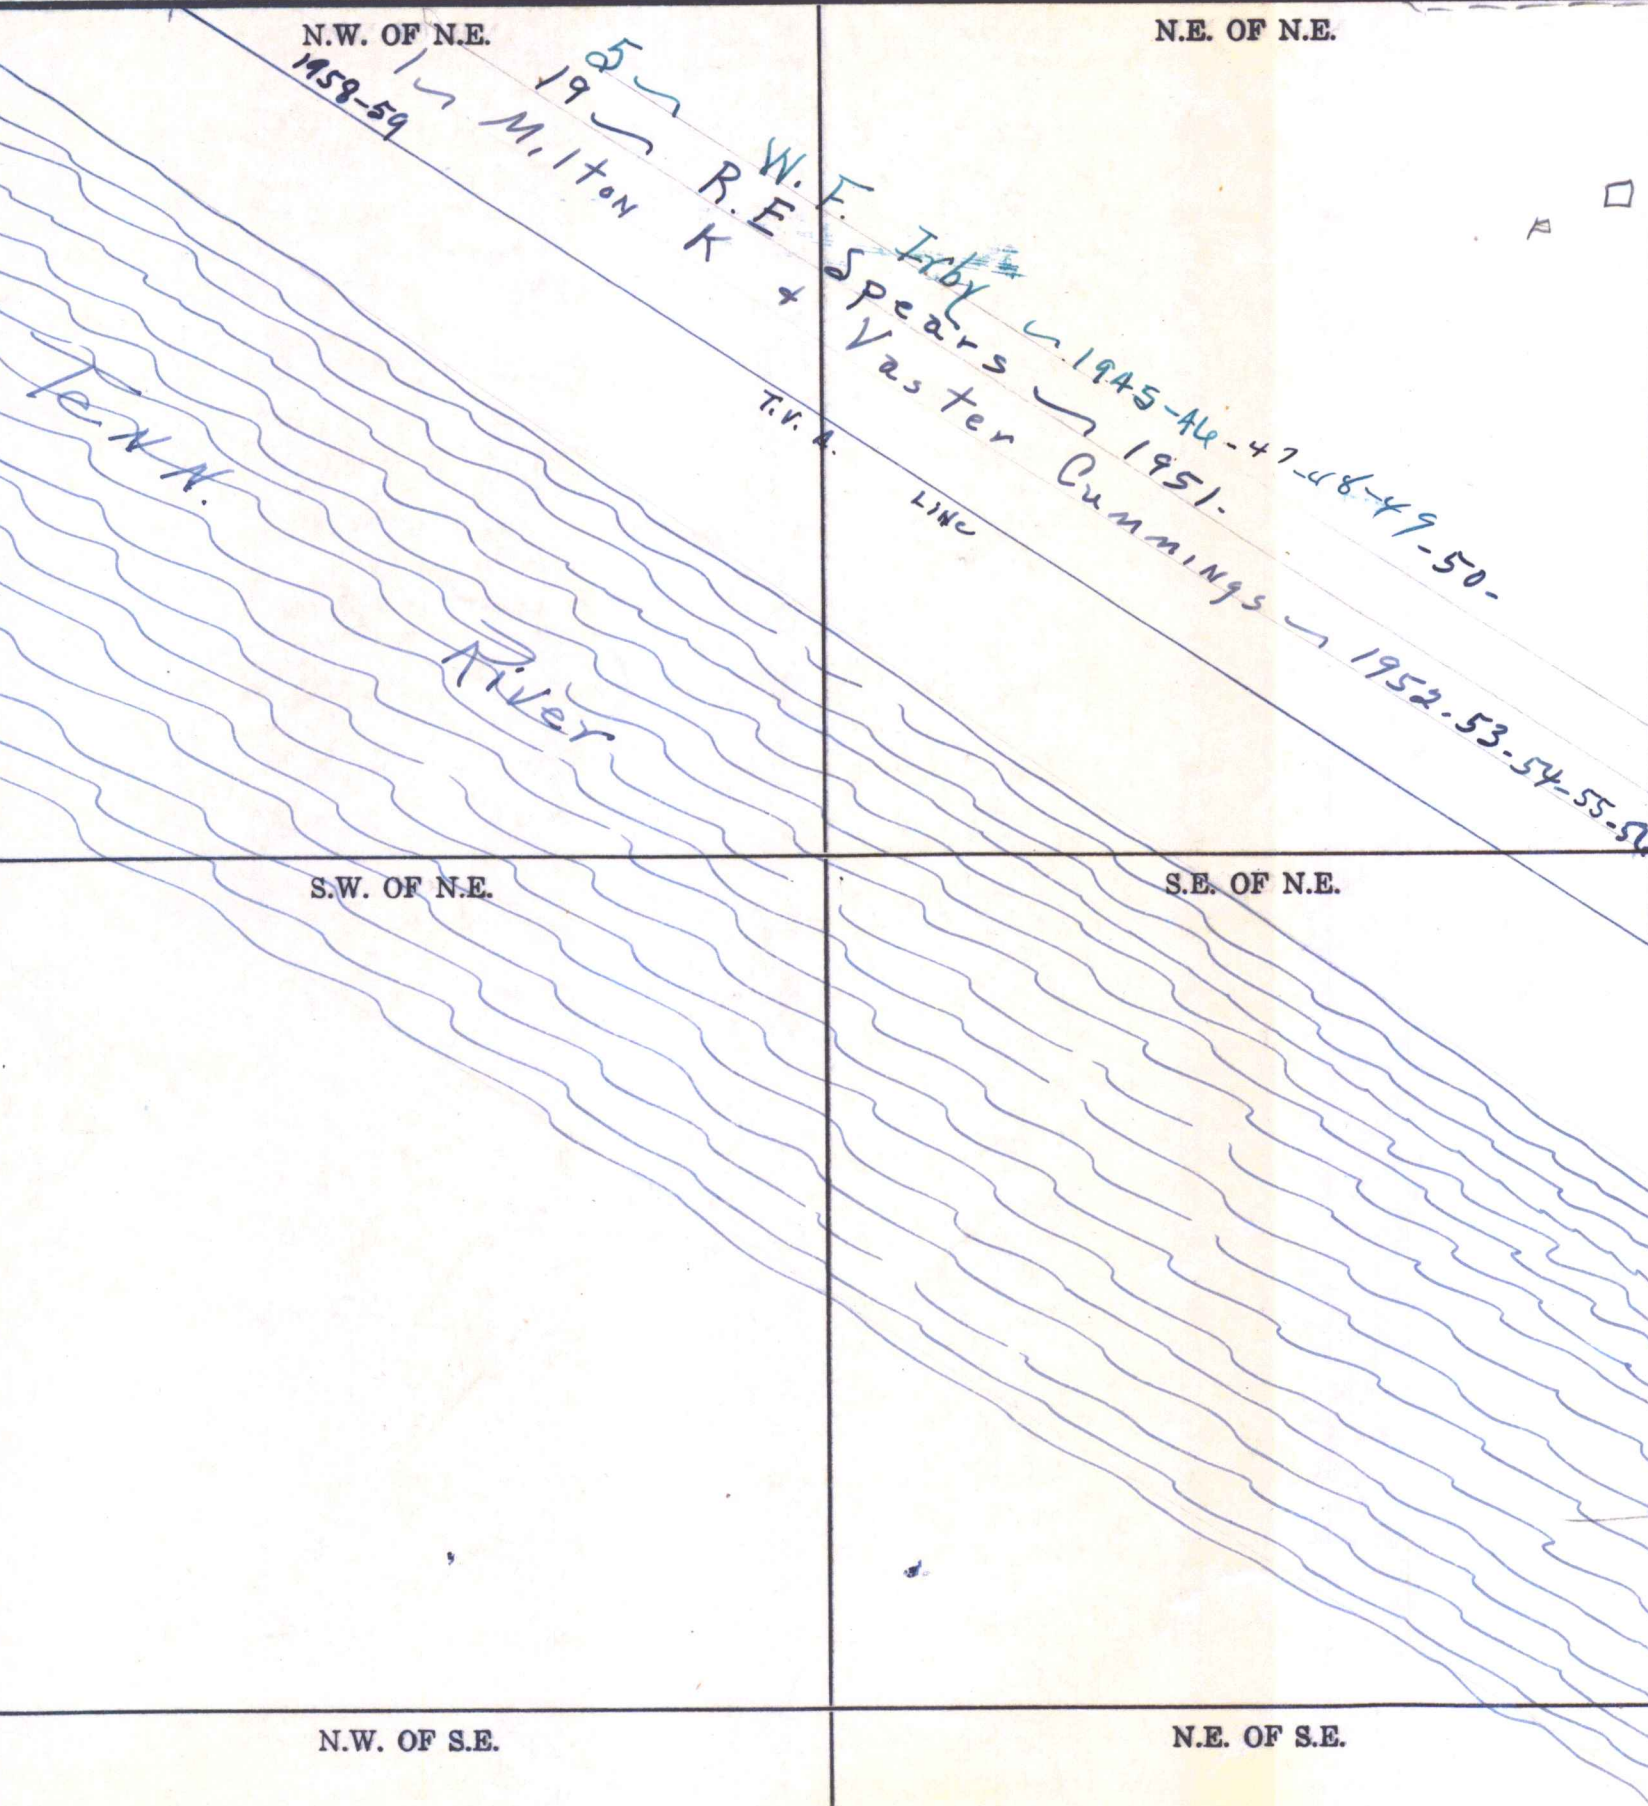 N.W. OF N.E.
N.E. OF N.E.
5 W. F. Irby 1945-46-47-48-49-50-
19 R. E Spears 1951.
1 Milton K & Vaster Cummings 1952.53-54-55-56
1958-59
T.V.A. LINE
TENN. River
S.W. OF N.E.
S.E. OF N.E.
N.W. OF S.E.
N.E. OF S.E.